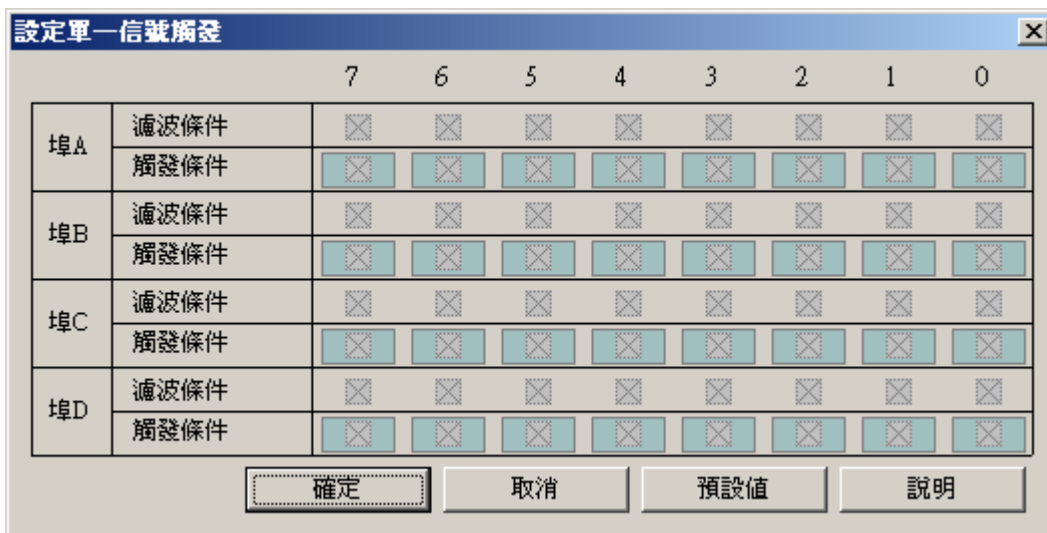 設定單一信號觸發
7 6 5 4 3 2 1 0
埠A
濾波條件
觸發條件
埠B
濾波條件
觸發條件
埠C
濾波條件
觸發條件
埠D
濾波條件
觸發條件
確定 取消 預設值 說明